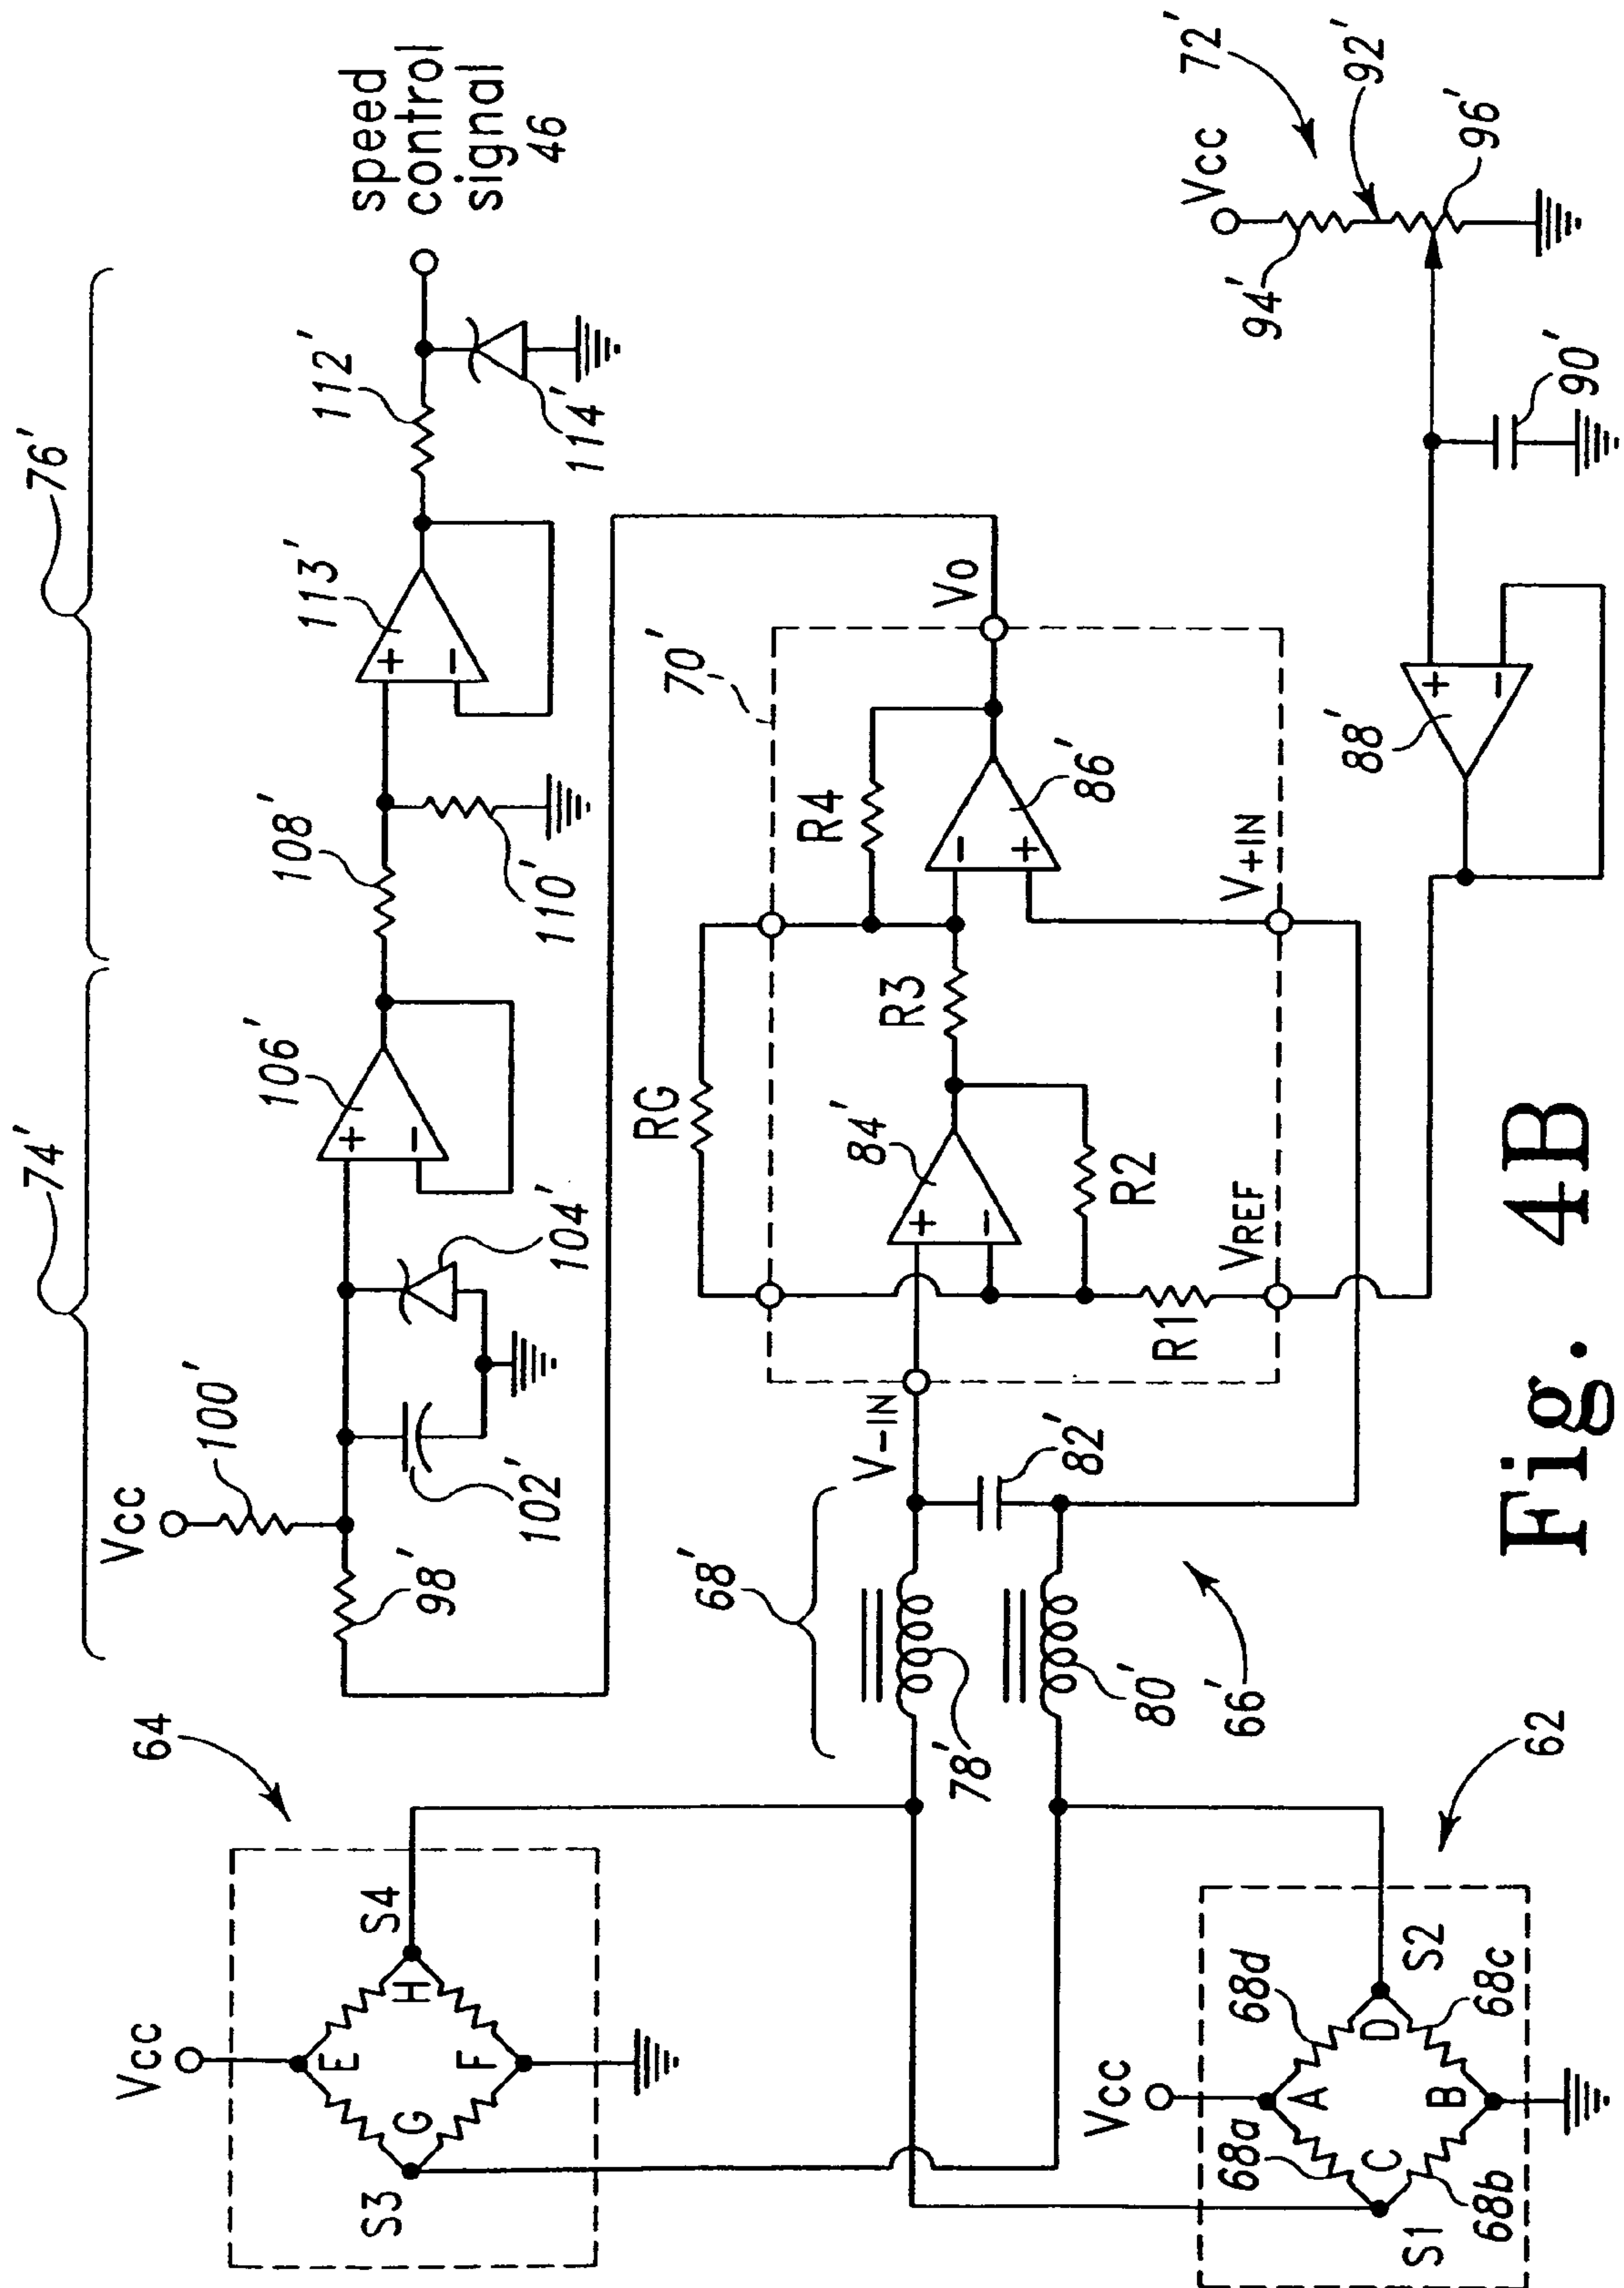 74'
76'
Vcc
100'
98'
102'
104'
106'
108'
110'
113'
112'
114'
speed
control
signal
46
64
Vcc
S3
S4
E
G
H
F
68'
78'
80'
66'
82'
V-IN
70'
RG
84'
R3
R4
86'
R2
R1
VREF
V+IN
Vo
+
-
+
-
+
-
+
-
+
-
88'
90'
Vcc
72'
92'
94'
96'
62
Vcc
68a
68d
A
C
D
B
S1
S2
68b
68c
Fig. 4B